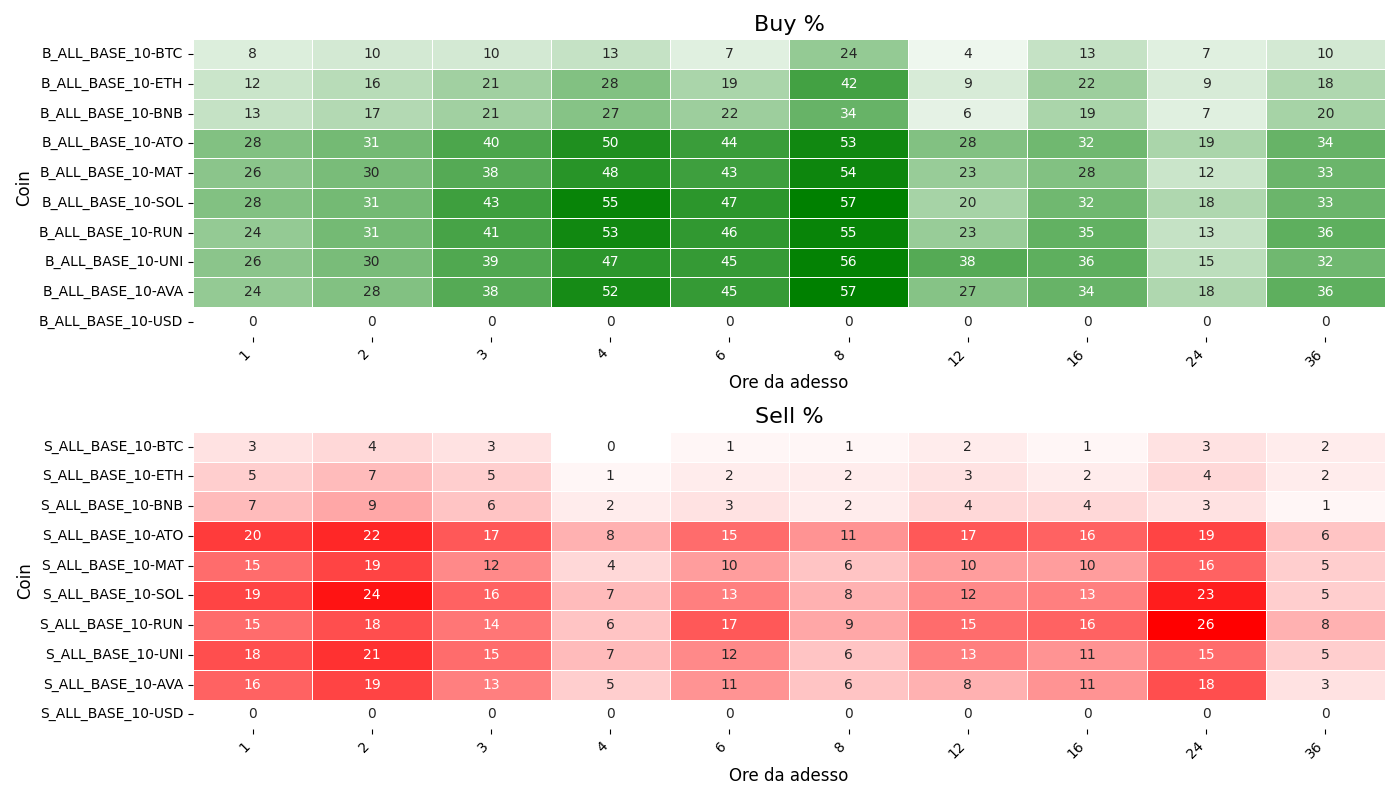 Buy %
Coin
B_ALL_BASE_10-BTC 8 10 10 13 7 24 4 13 7 10
B_ALL_BASE_10-ETH 12 16 21 28 19 42 9 22 9 18
B_ALL_BASE_10-BNB 13 17 21 27 22 34 6 19 7 20
B_ALL_BASE_10-ATO 28 31 40 50 44 53 28 32 19 34
B_ALL_BASE_10-MAT 26 30 38 48 43 54 23 28 12 33
B_ALL_BASE_10-SOL 28 31 43 55 47 57 20 32 18 33
B_ALL_BASE_10-RUN 24 31 41 53 46 55 23 35 13 36
B_ALL_BASE_10-UNI 26 30 39 47 45 56 38 36 15 32
B_ALL_BASE_10-AVA 24 28 38 52 45 57 27 34 18 36
B_ALL_BASE_10-USD 0 0 0 0 0 0 0 0 0 0
1 2 3 4 6 8 12 16 24 36
Ore da adesso
Sell %
Coin
S_ALL_BASE_10-BTC 3 4 3 0 1 1 2 1 3 2
S_ALL_BASE_10-ETH 5 7 5 1 2 2 3 2 4 2
S_ALL_BASE_10-BNB 7 9 6 2 3 2 4 4 3 1
S_ALL_BASE_10-ATO 20 22 17 8 15 11 17 16 19 6
S_ALL_BASE_10-MAT 15 19 12 4 10 6 10 10 16 5
S_ALL_BASE_10-SOL 19 24 16 7 13 8 12 13 23 5
S_ALL_BASE_10-RUN 15 18 14 6 17 9 15 16 26 8
S_ALL_BASE_10-UNI 18 21 15 7 12 6 13 11 15 5
S_ALL_BASE_10-AVA 16 19 13 5 11 6 8 11 18 3
S_ALL_BASE_10-USD 0 0 0 0 0 0 0 0 0 0
1 2 3 4 6 8 12 16 24 36
Ore da adesso